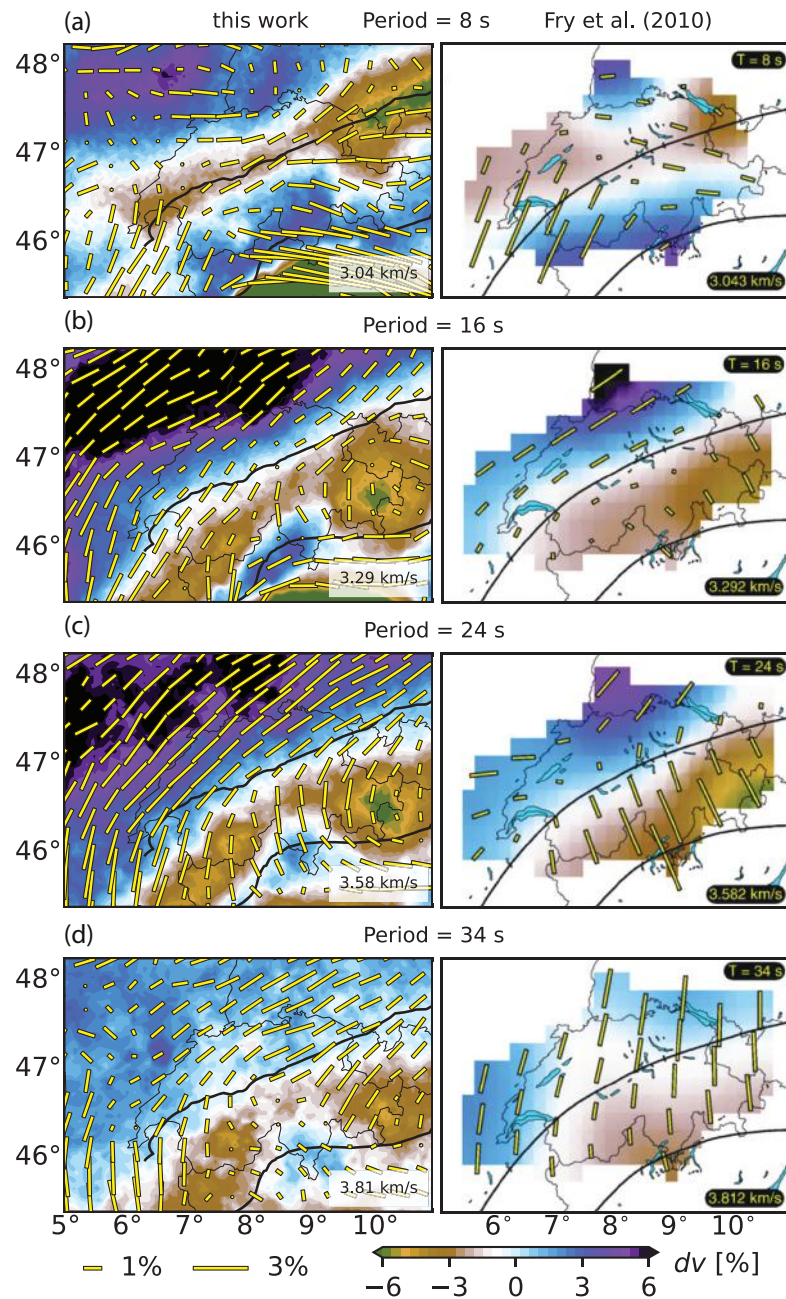 (a) this work Period = 8 s Fry et al. (2010)
48°
47°
46°
3.04 km/s
T = 8 s
3.043 km/s
(b) Period = 16 s
48°
47°
46°
3.29 km/s
T = 16 s
3.292 km/s
(c) Period = 24 s
48°
47°
46°
3.58 km/s
T = 24 s
3.582 km/s
(d) Period = 34 s
48°
47°
46°
3.81 km/s
T = 34 s
3.812 km/s
5° 6° 7° 8° 9° 10° 6° 7° 8° 9° 10°
1% 3% −6 −3 0 3 6 dv [%]